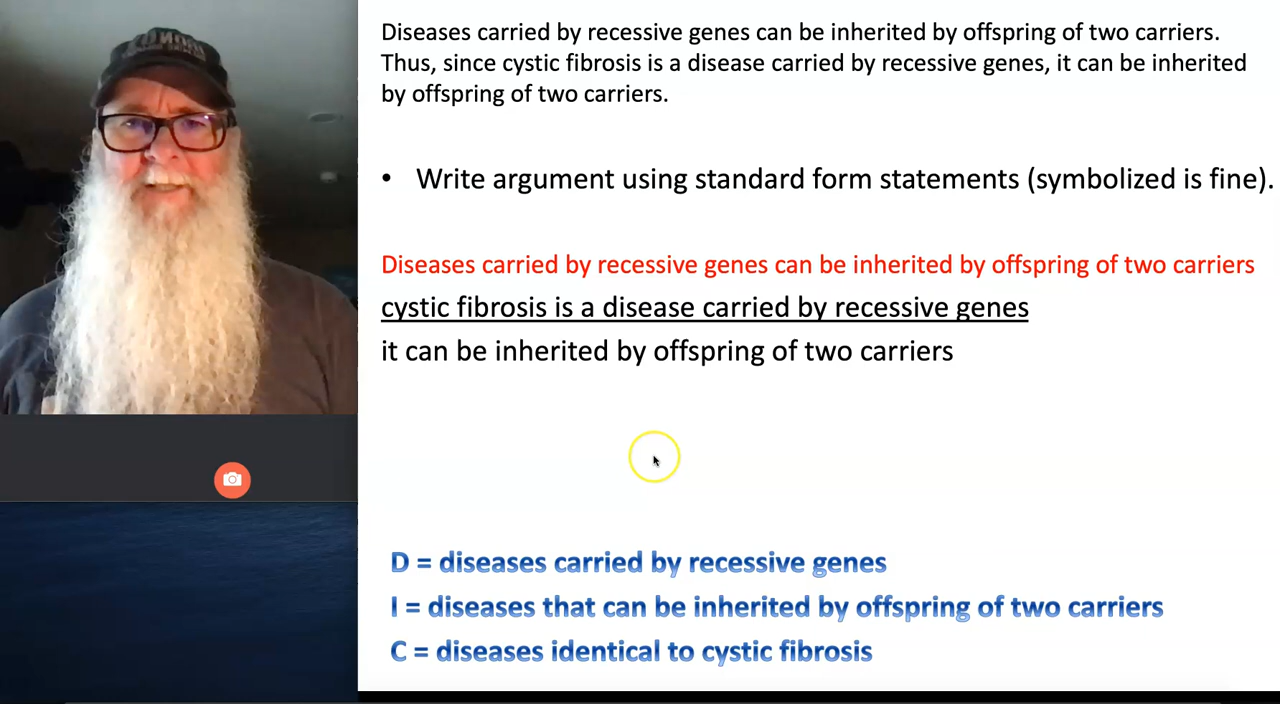 Diseases carried by recessive genes can be inherited by offspring of two carriers.
Thus, since cystic fibrosis is a disease carried by recessive genes, it can be inherited
by offspring of two carriers.
• Write argument using standard form statements (symbolized is fine).
Diseases carried by recessive genes can be inherited by offspring of two carriers
cystic fibrosis is a disease carried by recessive genes
it can be inherited by offspring of two carriers
D = diseases carried by recessive genes
I = diseases that can be inherited by offspring of two carriers
C = diseases identical to cystic fibrosis